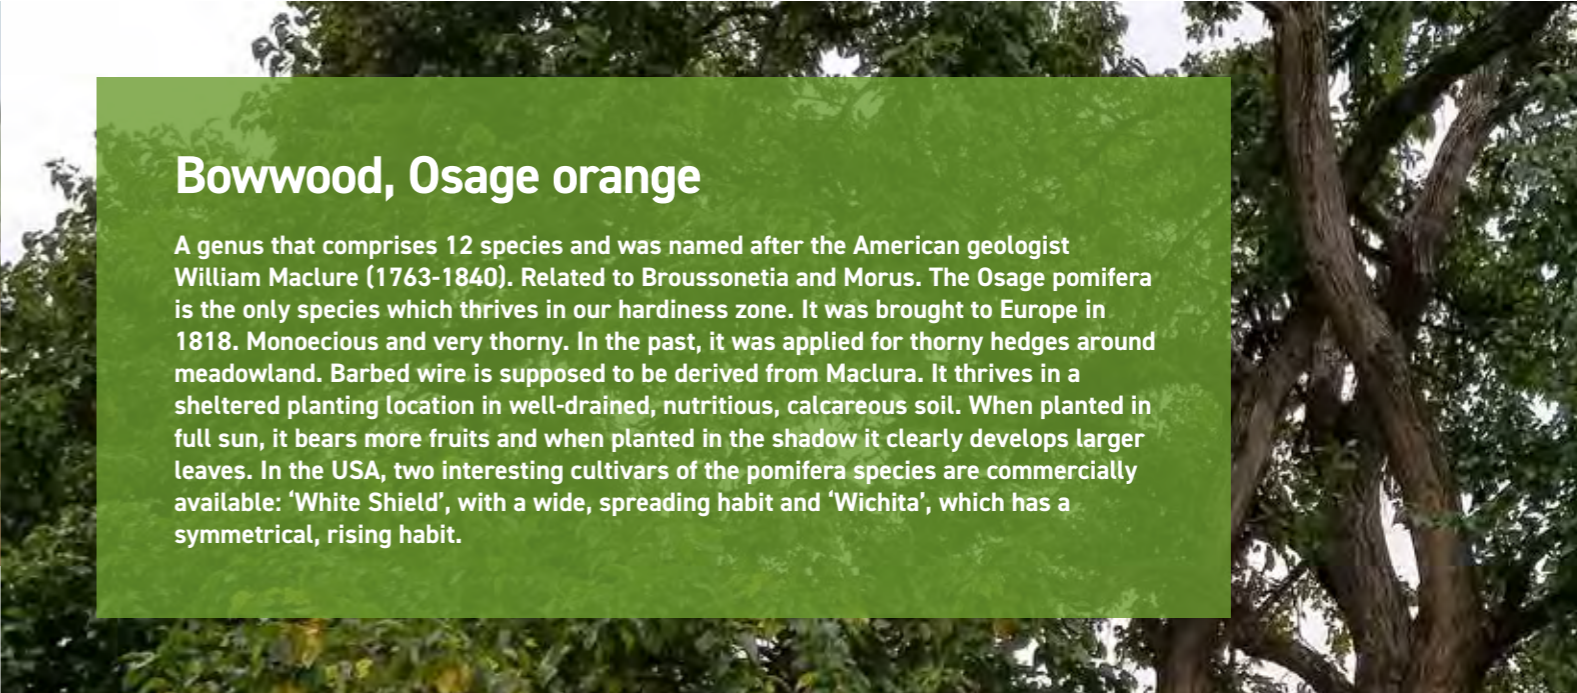 Bowwood, Osage orange
A genus that comprises 12 species and was named after the American geologist
William Maclure (1763-1840). Related to Broussonetia and Morus. The Osage pomifera
is the only species which thrives in our hardiness zone. It was brought to Europe in
1818. Monoecious and very thorny. In the past, it was applied for thorny hedges around
meadowland. Barbed wire is supposed to be derived from Maclura. It thrives in a
sheltered planting location in well-drained, nutritious, calcareous soil. When planted in
full sun, it bears more fruits and when planted in the shadow it clearly develops larger
leaves. In the USA, two interesting cultivars of the pomifera species are commercially
available: ‘White Shield’, with a wide, spreading habit and ‘Wichita’, which has a
symmetrical, rising habit.